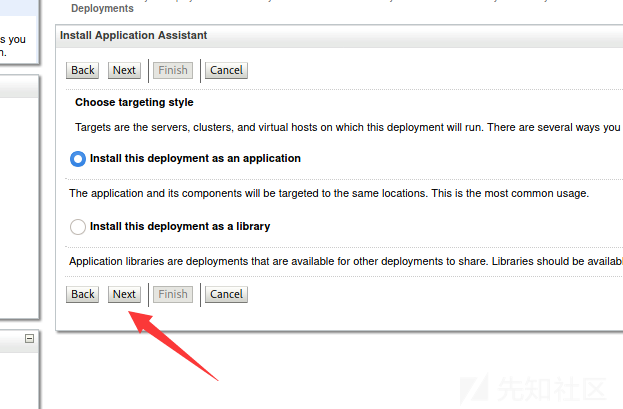 Deployments
s you
n.
Install Application Assistant
Back Next Finish Cancel
Choose targeting style
Targets are the servers, clusters, and virtual hosts on which this deployment will run. There are several ways you
Install this deployment as an application
The application and its components will be targeted to the same locations. This is the most common usage.
Install this deployment as a library
Application libraries are deployments that are available for other deployments to share. Libraries should be availab
Back Next Finish Cancel
先知社区